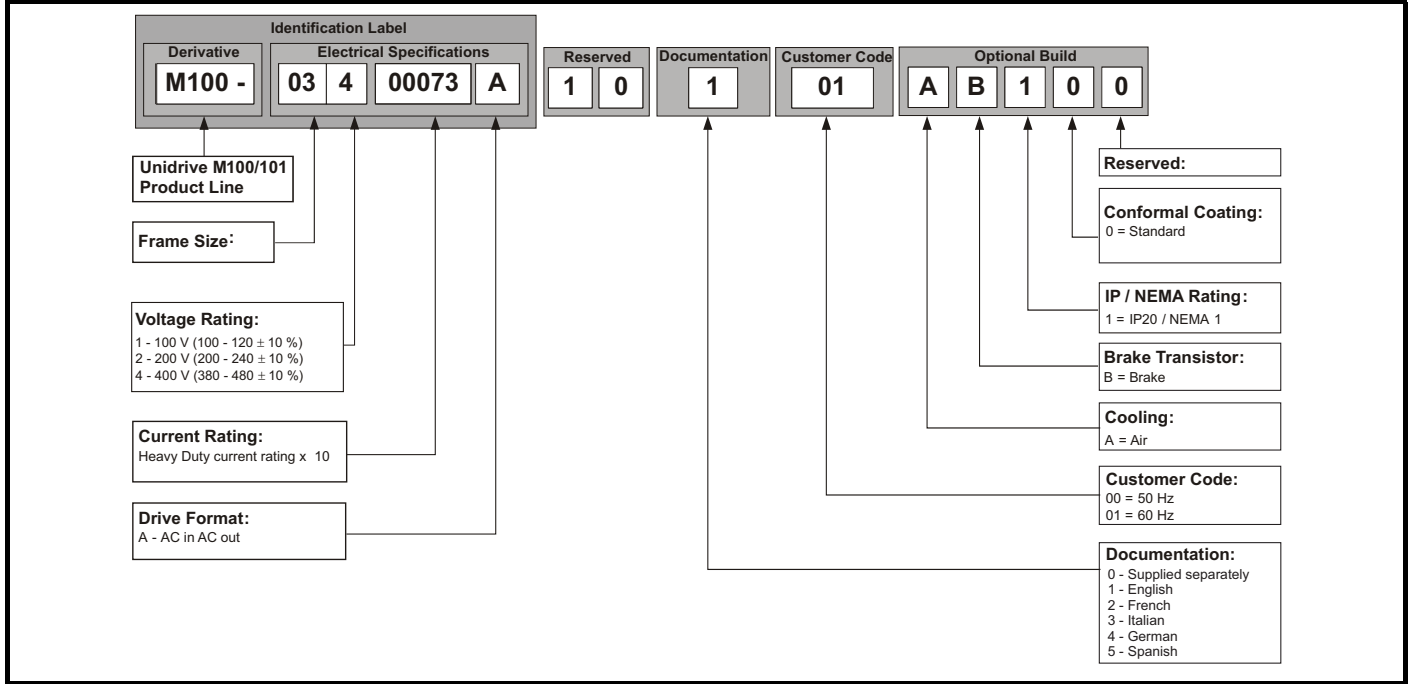 Identification Label
Derivative
Electrical Specifications
Reserved
Documentation
Customer Code
Optional Build
M100 -
03 4 00073 A
1 0
1
01
A B 1 0 0
Unidrive M100/101
Product Line
Frame Size:
Voltage Rating:
1 - 100 V (100 - 120 ± 10 %)
2 - 200 V (200 - 240 ± 10 %)
4 - 400 V (380 - 480 ± 10 %)
Current Rating:
Heavy Duty current rating x 10
Drive Format:
A - AC in AC out
Reserved:
Conformal Coating:
0 = Standard
IP / NEMA Rating:
1 = IP20 / NEMA 1
Brake Transistor:
B = Brake
Cooling:
A = Air
Customer Code:
00 = 50 Hz
01 = 60 Hz
Documentation:
0 - Supplied separately
1 - English
2 - French
3 - Italian
4 - German
5 - Spanish